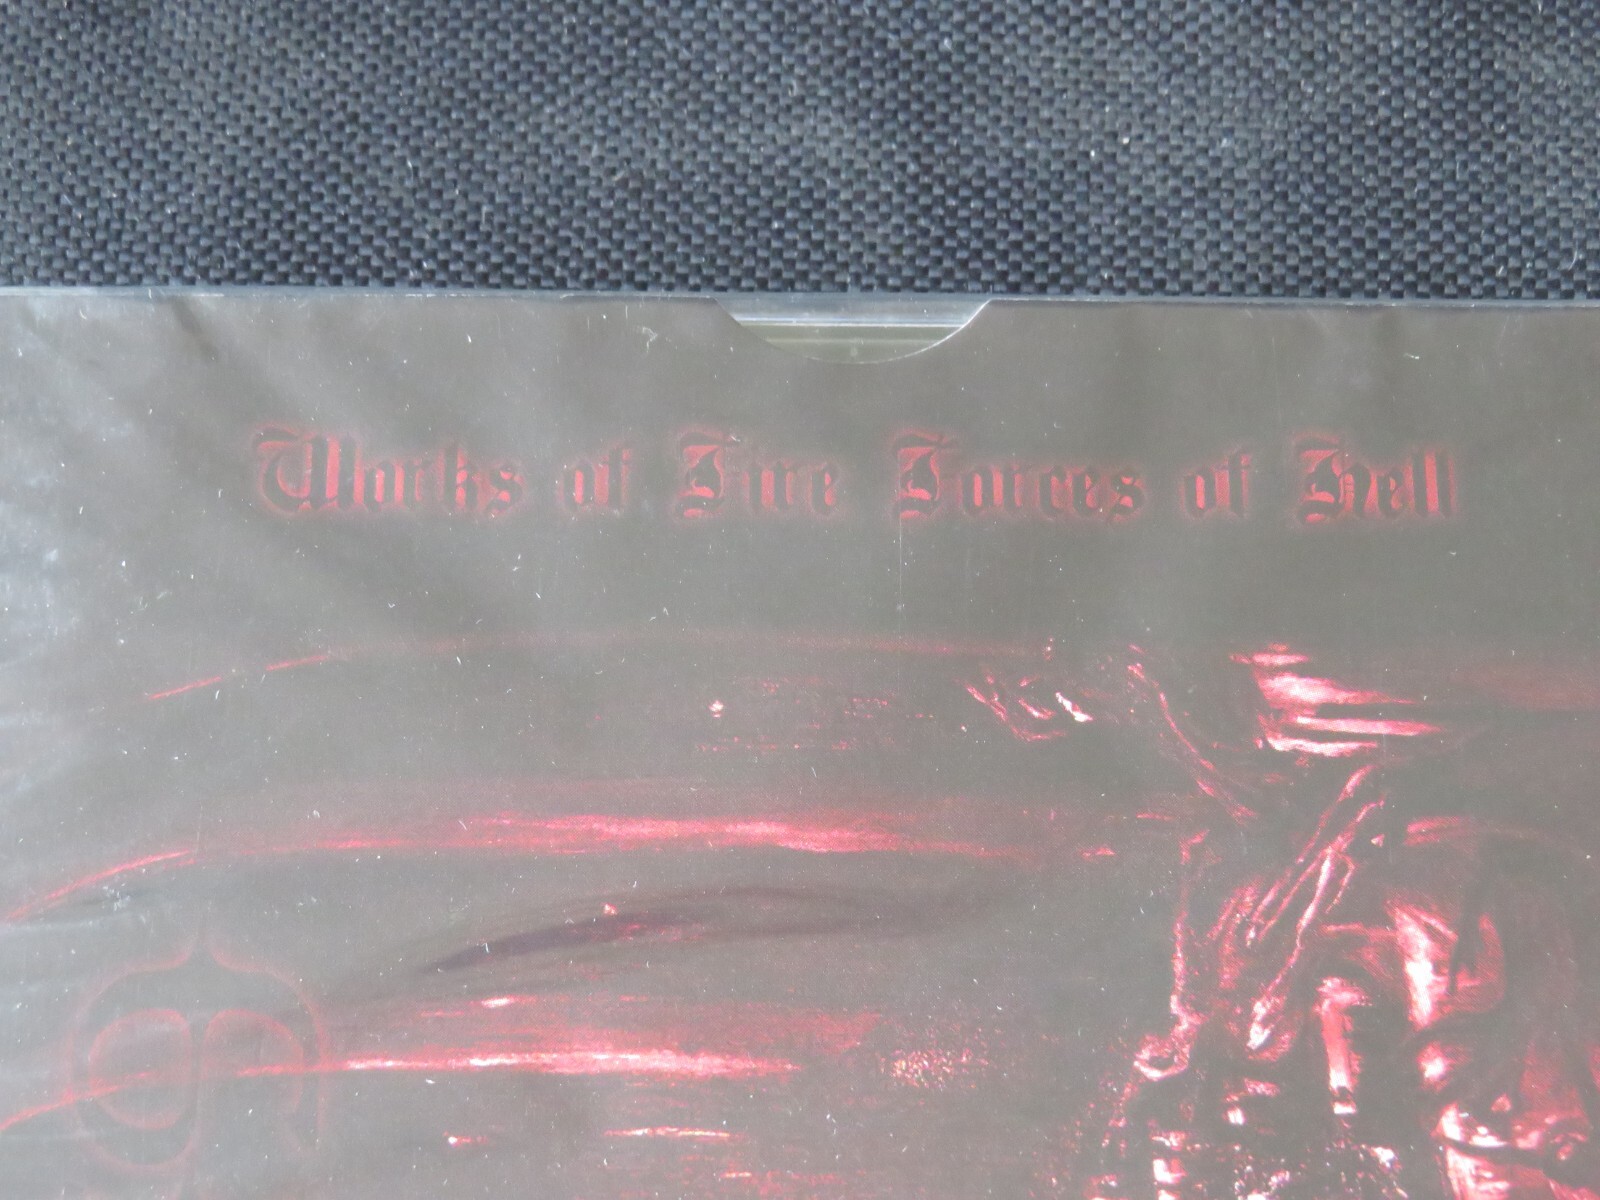 Works of Fire Forces of Hell